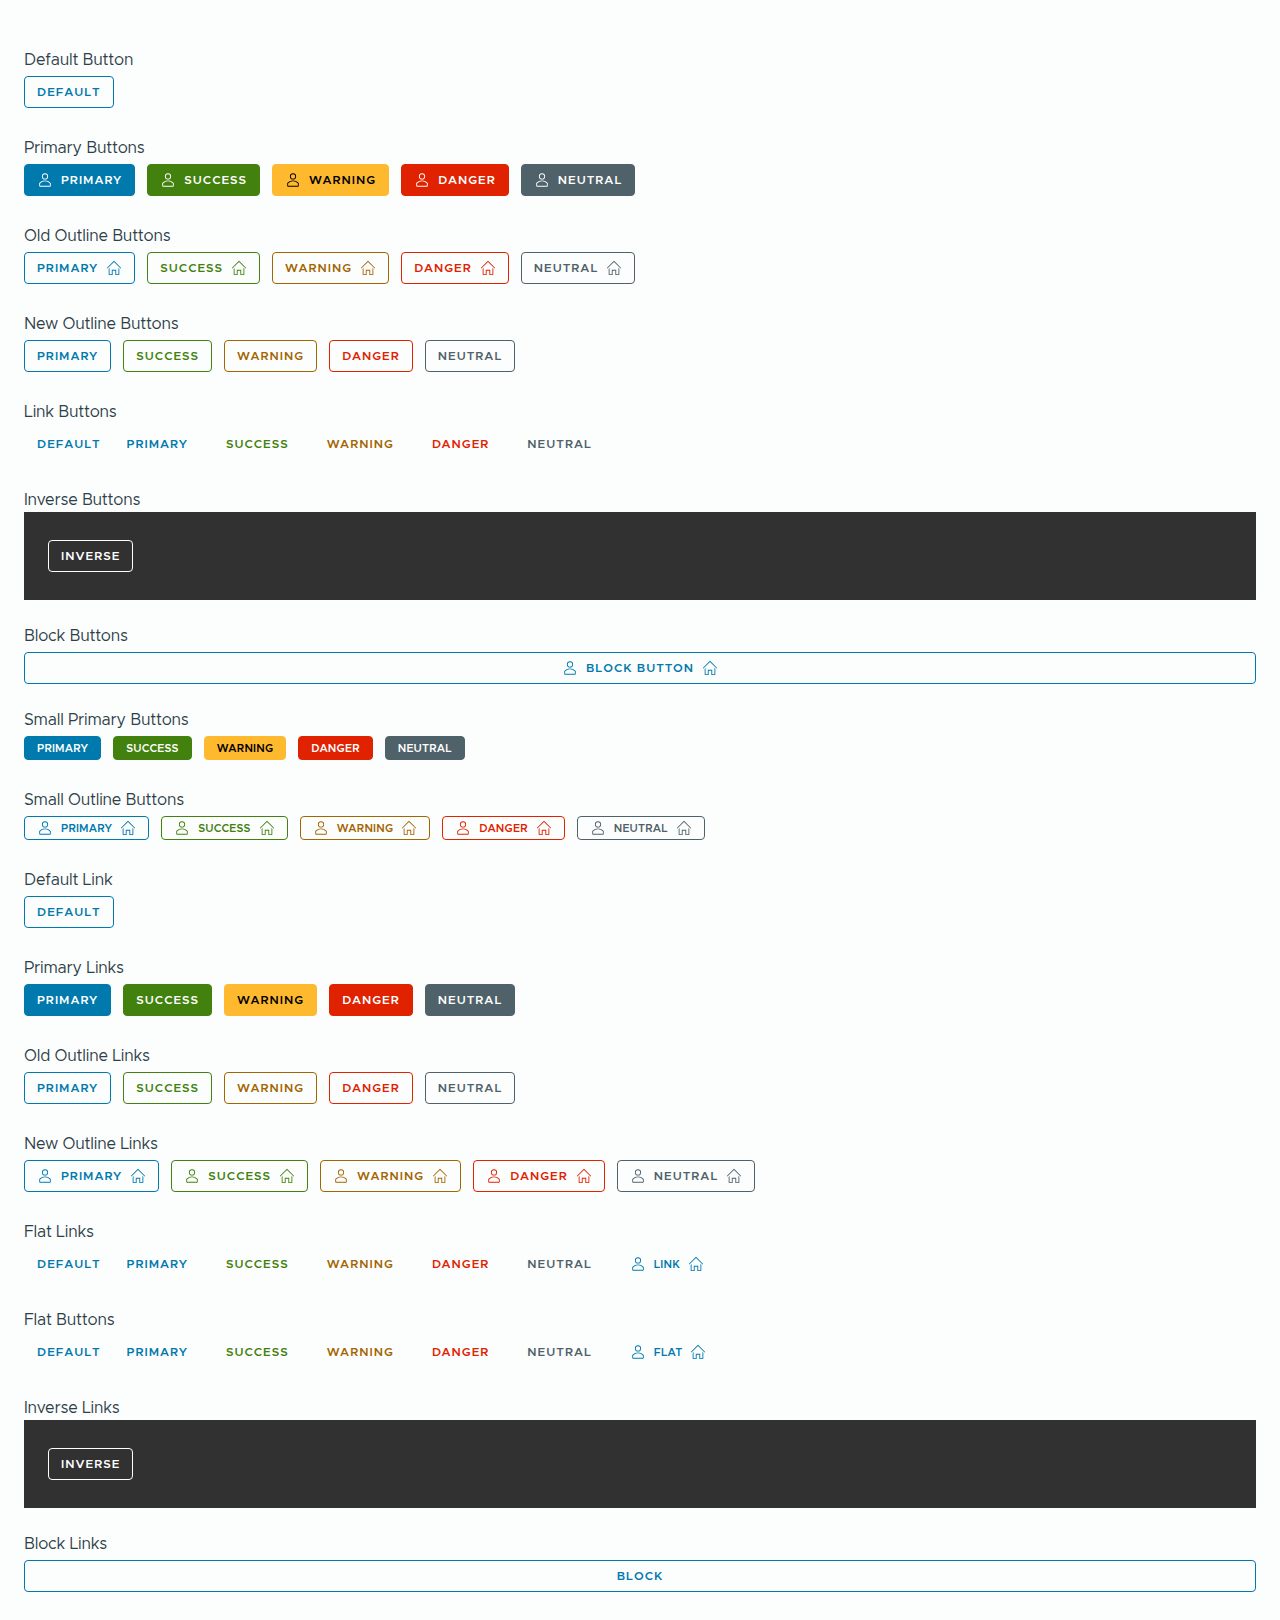 Default Button
DEFAULT
Primary Buttons
PRIMARY SUCCESS WARNING DANGER NEUTRAL
Old Outline Buttons
PRIMARY SUCCESS WARNING DANGER NEUTRAL
New Outline Buttons
PRIMARY SUCCESS WARNING DANGER NEUTRAL
Link Buttons
DEFAULT PRIMARY SUCCESS WARNING DANGER NEUTRAL
Inverse Buttons
INVERSE
Block Buttons
BLOCK BUTTON
Small Primary Buttons
PRIMARY SUCCESS WARNING DANGER NEUTRAL
Small Outline Buttons
PRIMARY SUCCESS WARNING DANGER NEUTRAL
Default Link
DEFAULT
Primary Links
PRIMARY SUCCESS WARNING DANGER NEUTRAL
Old Outline Links
PRIMARY SUCCESS WARNING DANGER NEUTRAL
New Outline Links
PRIMARY SUCCESS WARNING DANGER NEUTRAL
Flat Links
DEFAULT PRIMARY SUCCESS WARNING DANGER NEUTRAL LINK
Flat Buttons
DEFAULT PRIMARY SUCCESS WARNING DANGER NEUTRAL FLAT
Inverse Links
INVERSE
Block Links
BLOCK